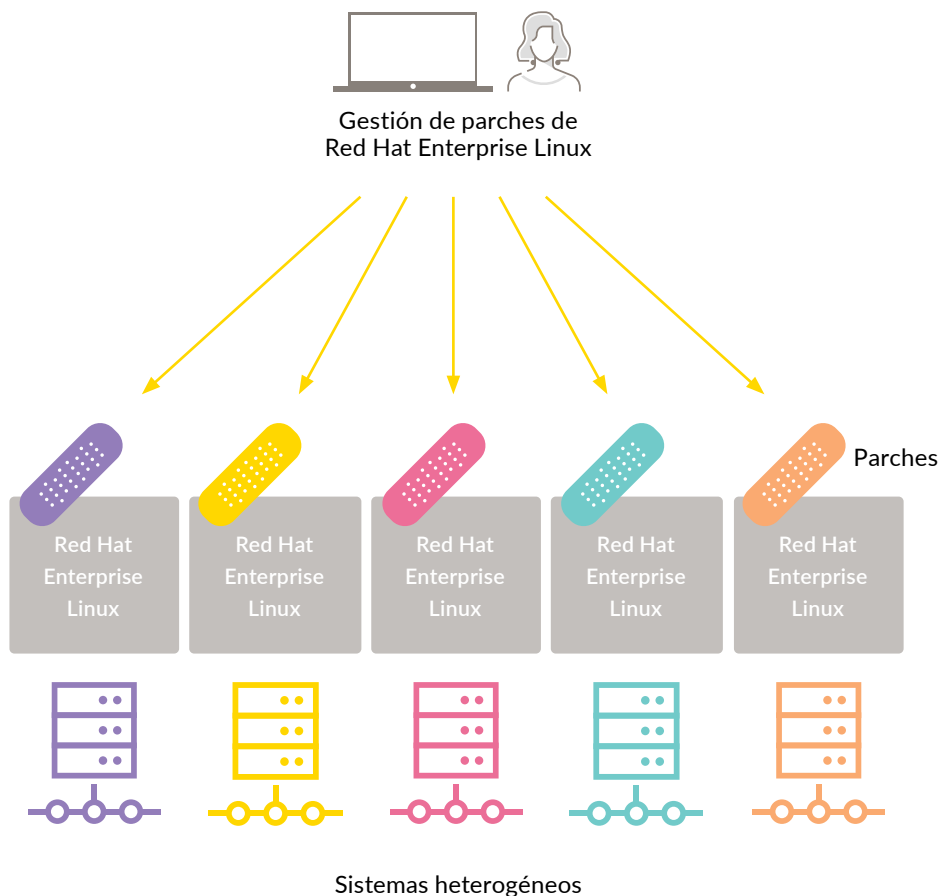 Gestión de parches de
Red Hat Enterprise Linux
Parches
Red Hat
Enterprise
Linux
Red Hat
Enterprise
Linux
Red Hat
Enterprise
Linux
Red Hat
Enterprise
Linux
Red Hat
Enterprise
Linux
Sistemas heterogéneos